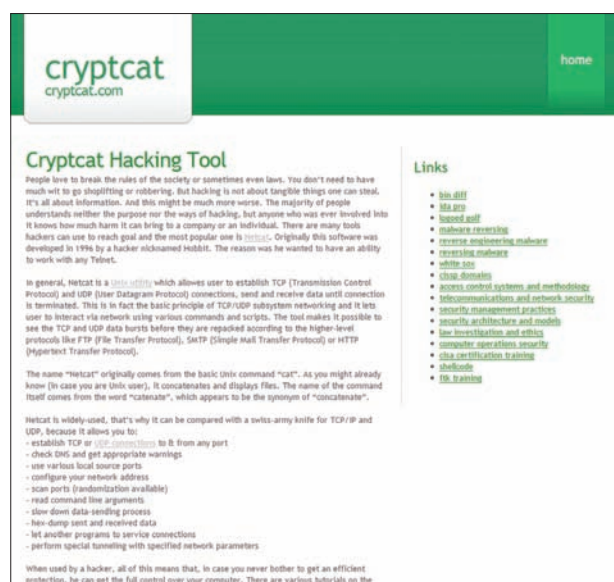 cryptcat
cryptcat.com
home
Cryptcat Hacking Tool
People love to break the rules of the society or sometimes even laws. You don't need to have
much wit to go shoplifting or robbering. But hacking is not about tangible things one can steal.
It's all about information. And this might be much more worse. The majority of people
understands neither the purpose nor the ways of hacking, but anyone who was ever involved into
it knows how much harm it can bring to a company or an individual. There are many tools
hackers can use to reach goal and the most popular one is Netcat. Originally this software was
developed in 1996 by a hacker nicknamed Hobbit. The reason was he wanted to have an ability
to work with any Telnet.
In general, Netcat is a Unix utility which allowes user to establish TCP (Transmission Control
Protocol) and UDP (User Datagram Protocol) connections, send and receive data until connection
is terminated. This is in fact the basic principle of TCP/UDP subsystem networking and it lets
user to interact via network using various commands and scripts. The tool makes it possible to
see the TCP and UDP data bursts before they are repacked according to the higher-level
protocols like FTP (File Transfer Protocol), SMTP (Simple Mail Transfer Protocol) or HTTP
(Hypertext Transfer Protocol).
The name "Netcat" originally comes from the basic Unix command "cat". As you might already
know (in case you are Unix user), it concatenates and displays files. The name of the command
itself comes from the word "catenate", which appears to be the synonym of "concatenate".
Netcat is widely-used, that's why it can be compared with a swiss-army knife for TCP/IP and
UDP, because it allows you to:
- establish TCP or UDP connections to & from any port
- check DNS and get appropriate warnings
- use various local source ports
- configure your network address
- scan ports (randomization available)
- read command line arguments
- slow down data-sending process
- hex-dump sent and received data
- let another programs to service connections
- perform special tunneling with specified network parameters
When used by a hacker, all of this means that, in case you never bother to get an efficient
protection, he can get the full control over your computer. There are various tutorials on the
Links
bin diff
ida pro
logsed golf
malware reversing
reverse engineering malware
reversing malware
white sox
cissp domains
access control systems and methodology
telecommunications and network security
security management practices
security architecture and models
law investigation and ethics
computer operations security
cisa certification training
shellcode
ftk training